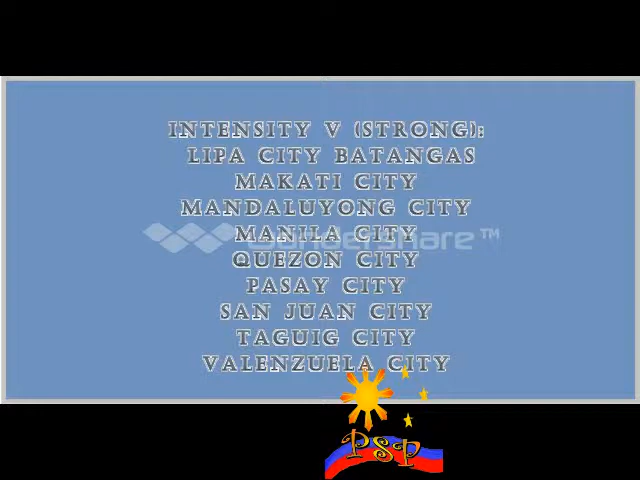 INTENSITY V (STRONG):
LIPA CITY BATANGAS
MAKATI CITY
MANDALUYONG CITY
MANILA CITY
Wondershare™
QUEZON CITY
PASAY CITY
SAN JUAN CITY
TAGUIG CITY
VALENZUELA CITY
PSP